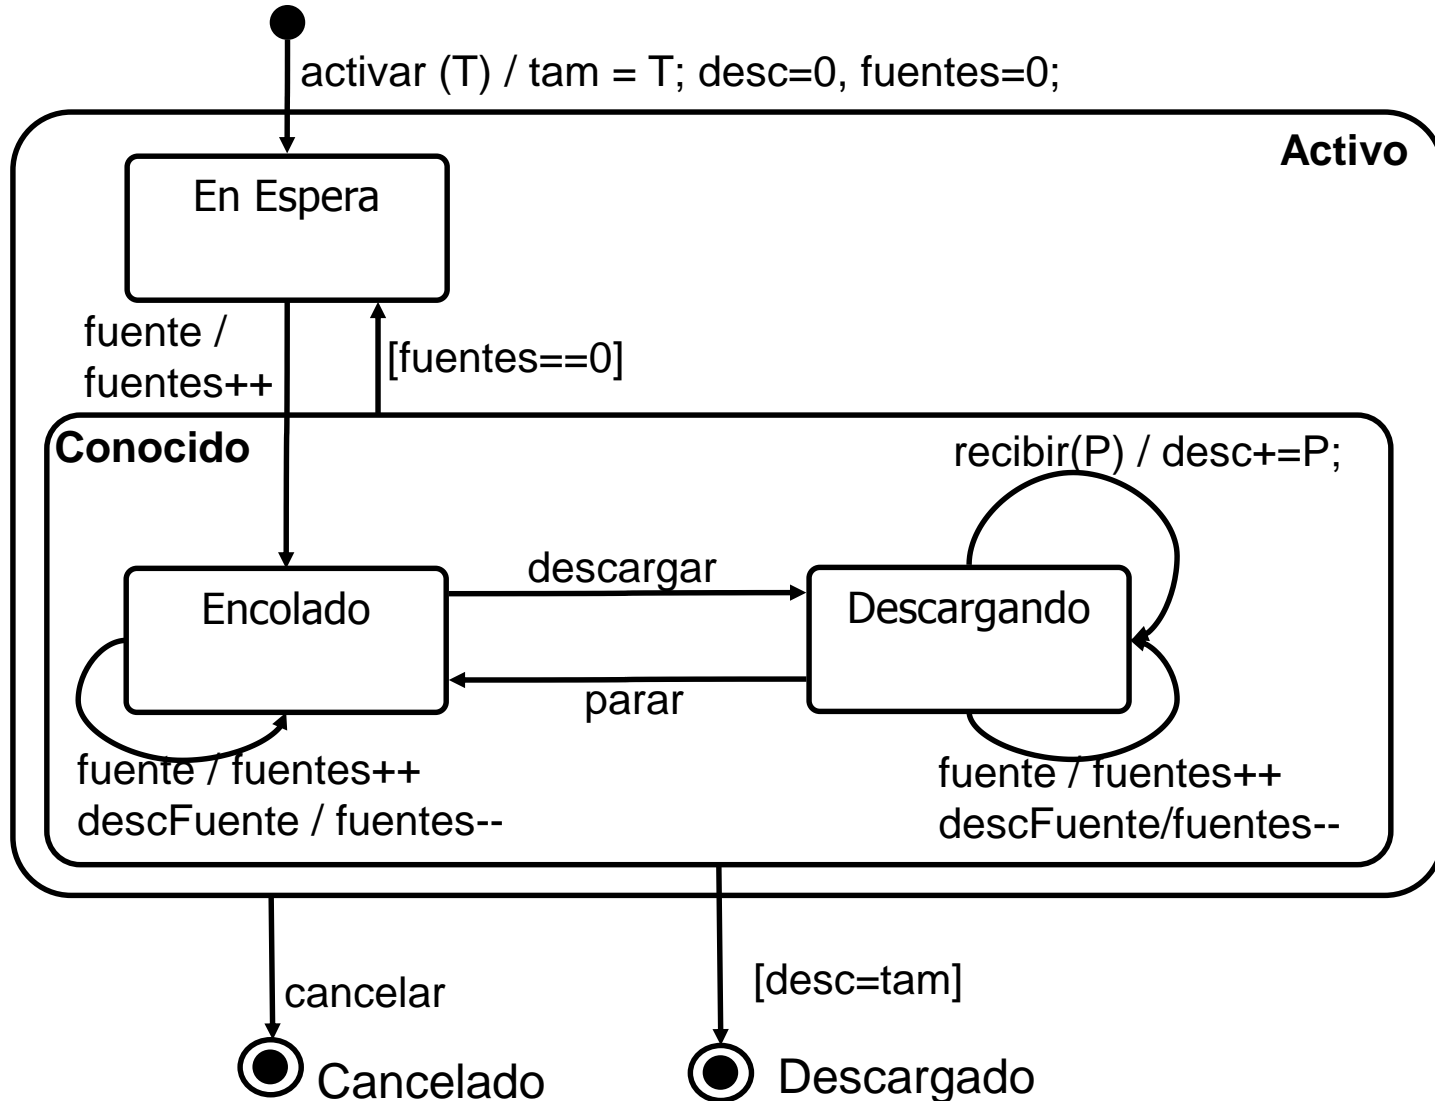 activar (T) / tam = T; desc=0, fuentes=0;
Activo
En Espera
fuente /
fuentes++
[fuentes==0]
Conocido
recibir(P) / desc+=P;
Encolado
descargar
Descargando
parar
fuente / fuentes++
descFuente / fuentes--
fuente / fuentes++
descFuente/fuentes--
cancelar
[desc=tam]
Cancelado
Descargado